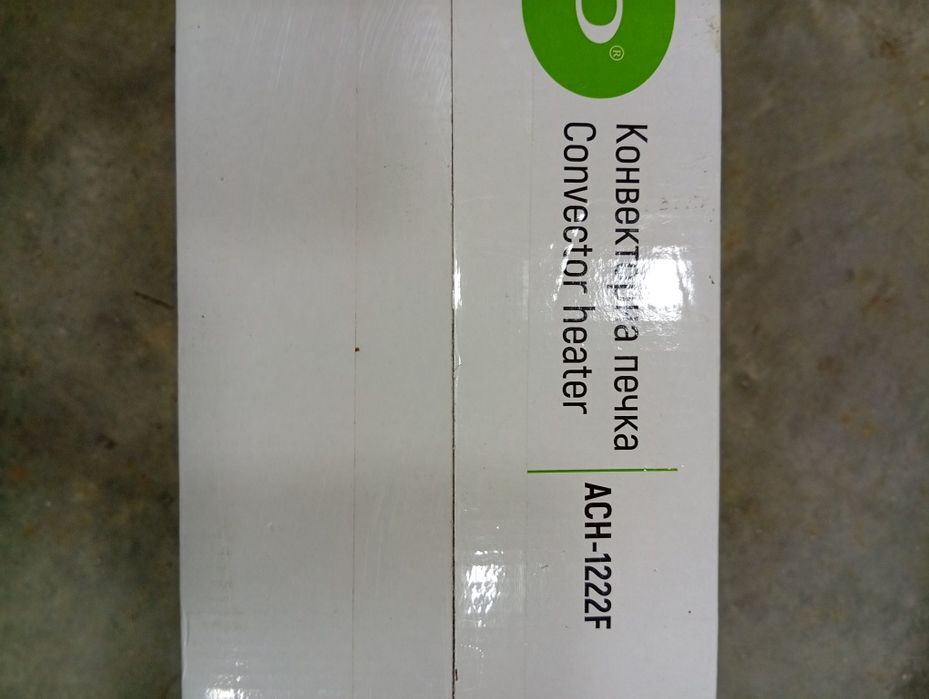 ®
Конвекторна печка
Convector heater
ACH-1222F